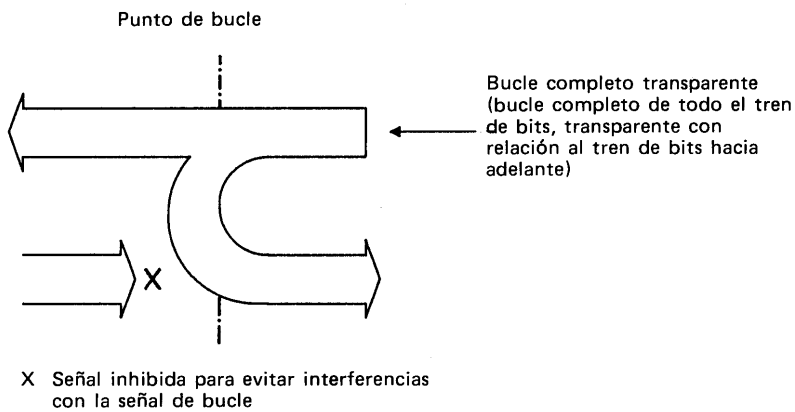 Punto de bucle
Bucle completo transparente
(bucle completo de todo el tren
de bits, transparente con
relación al tren de bits hacia
adelante)
X
X Señal inhibida para evitar interferencias
con la señal de bucle